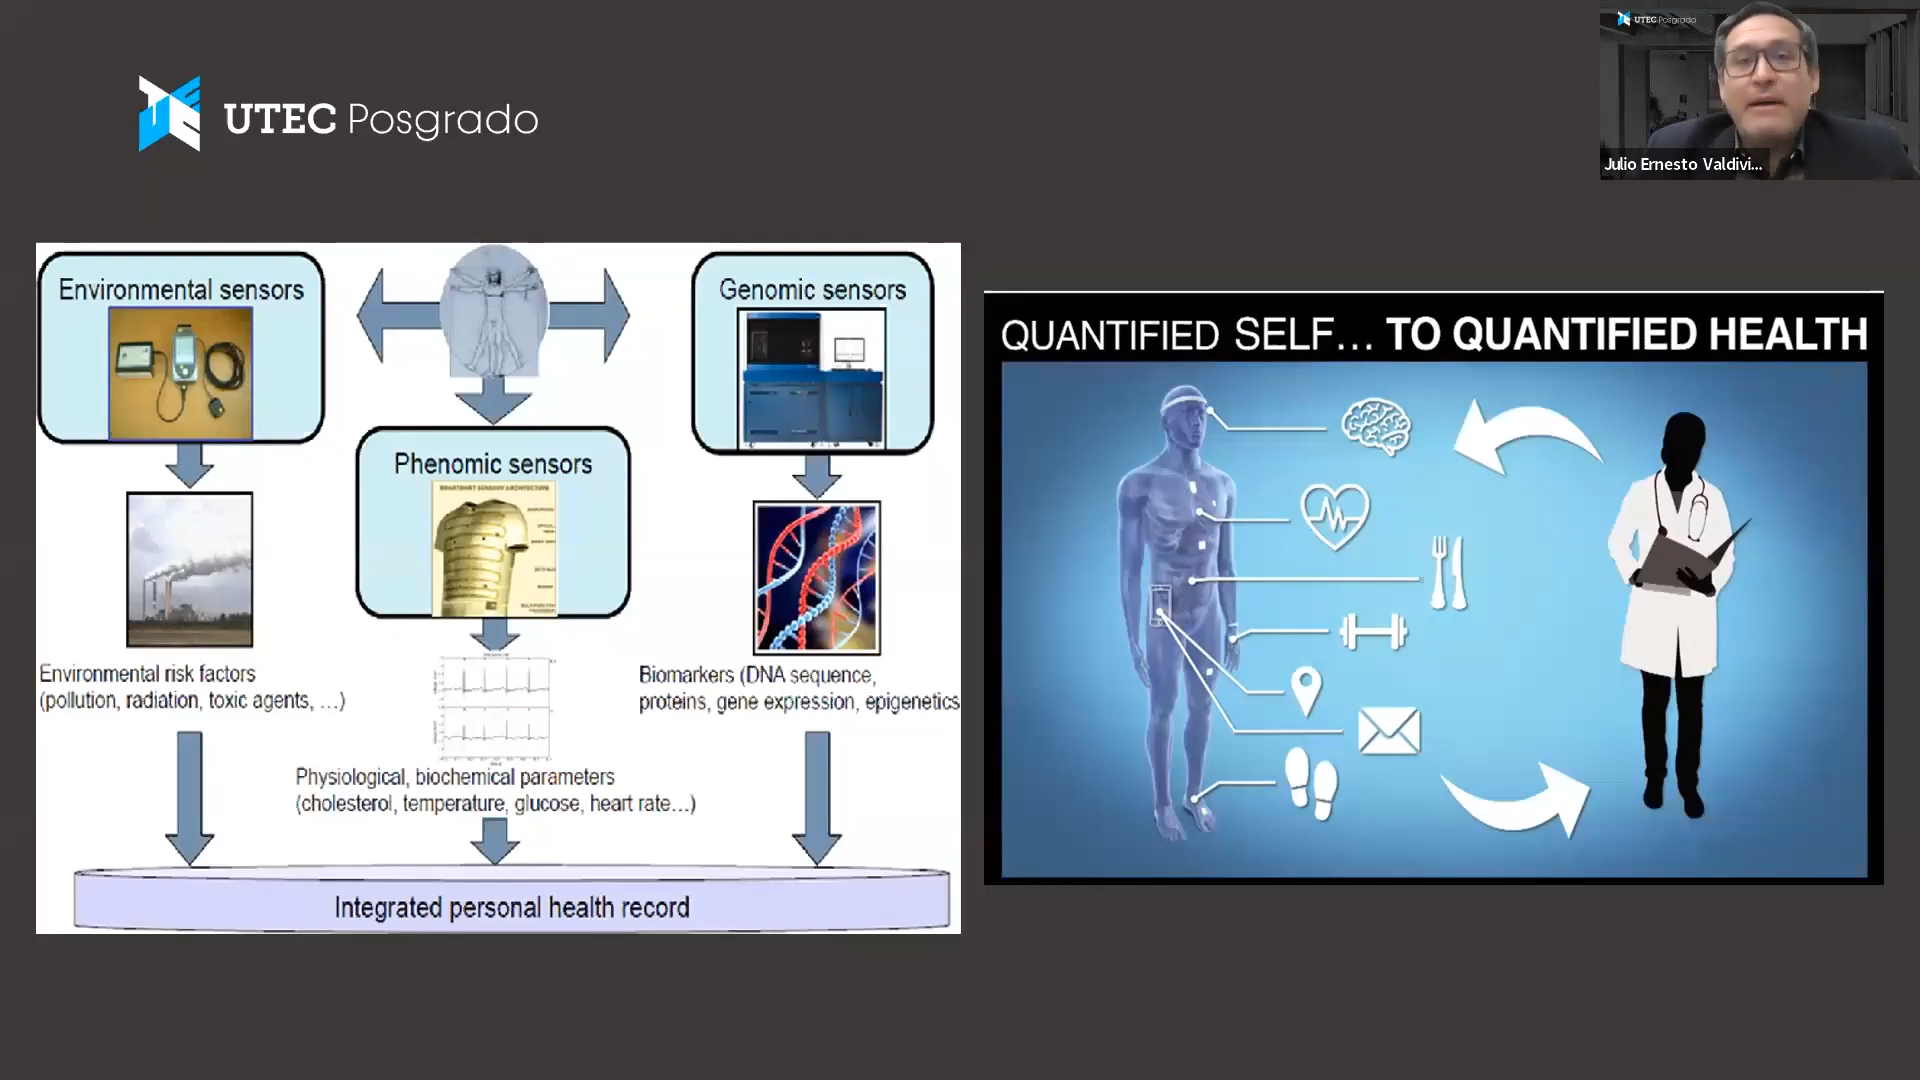 UTEC Posgrado
UTEC Posgrado
Julio Ernesto Valdivi...
Environmental sensors
Genomic sensors
Phenomic sensors
Environmental risk factors
(pollution, radiation, toxic agents, ...)
Biomarkers (DNA sequence,
proteins, gene expression, epigenetics
Physiological, biochemical parameters
(cholesterol, temperature, glucose, heart rate...)
Integrated personal health record
QUANTIFIED SELF... TO QUANTIFIED HEALTH